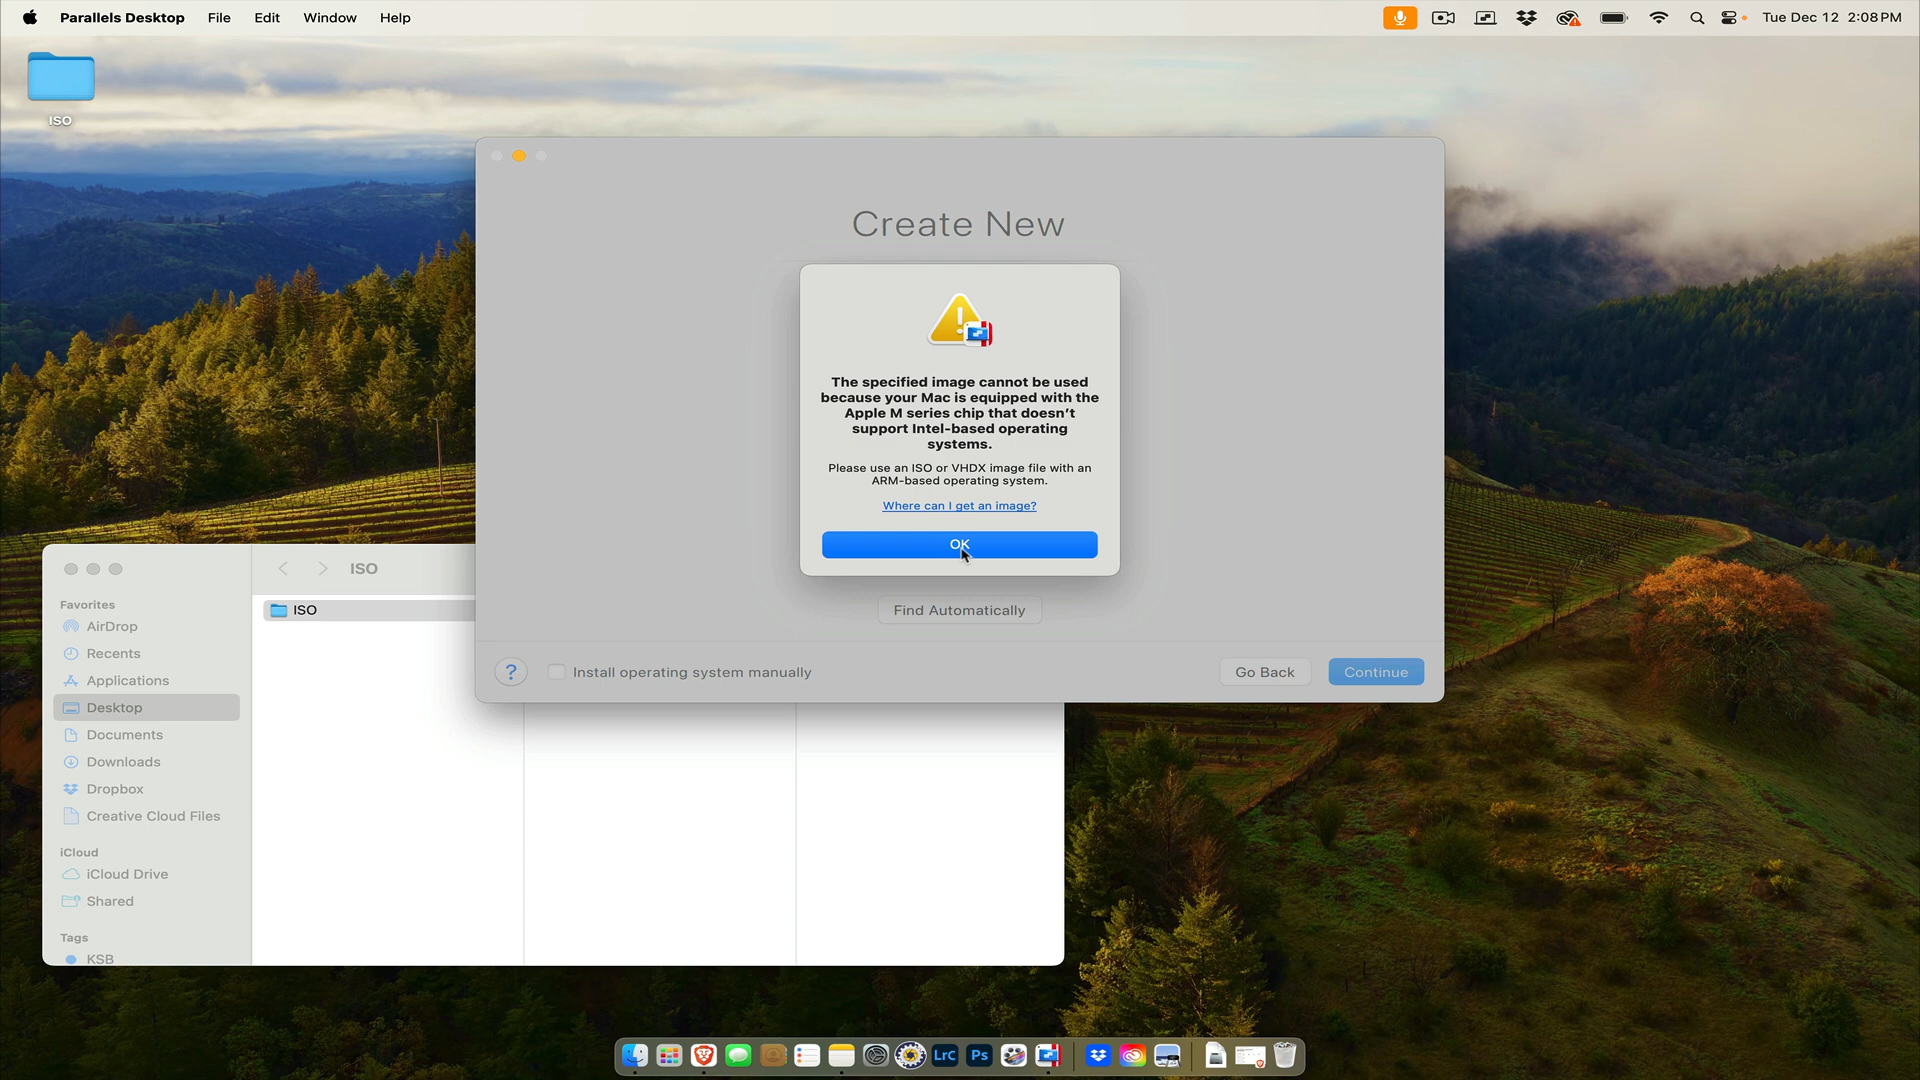 Parallels Desktop File Edit Window Help
Tue Dec 12 2:08 PM
ISO
Create New
The specified image cannot be used
because your Mac is equipped with the
Apple M series chip that doesn’t
support Intel-based operating
systems.
Please use an ISO or VHDX image file with an
ARM-based operating system.
Where can I get an image?
OK
Find Automatically
? Install operating system manually
Go Back
Continue
ISO
ISO
Favorites
AirDrop
Recents
Applications
Desktop
Documents
Downloads
Dropbox
Creative Cloud Files
iCloud
iCloud Drive
Shared
Tags
KSB
LrC
Ps